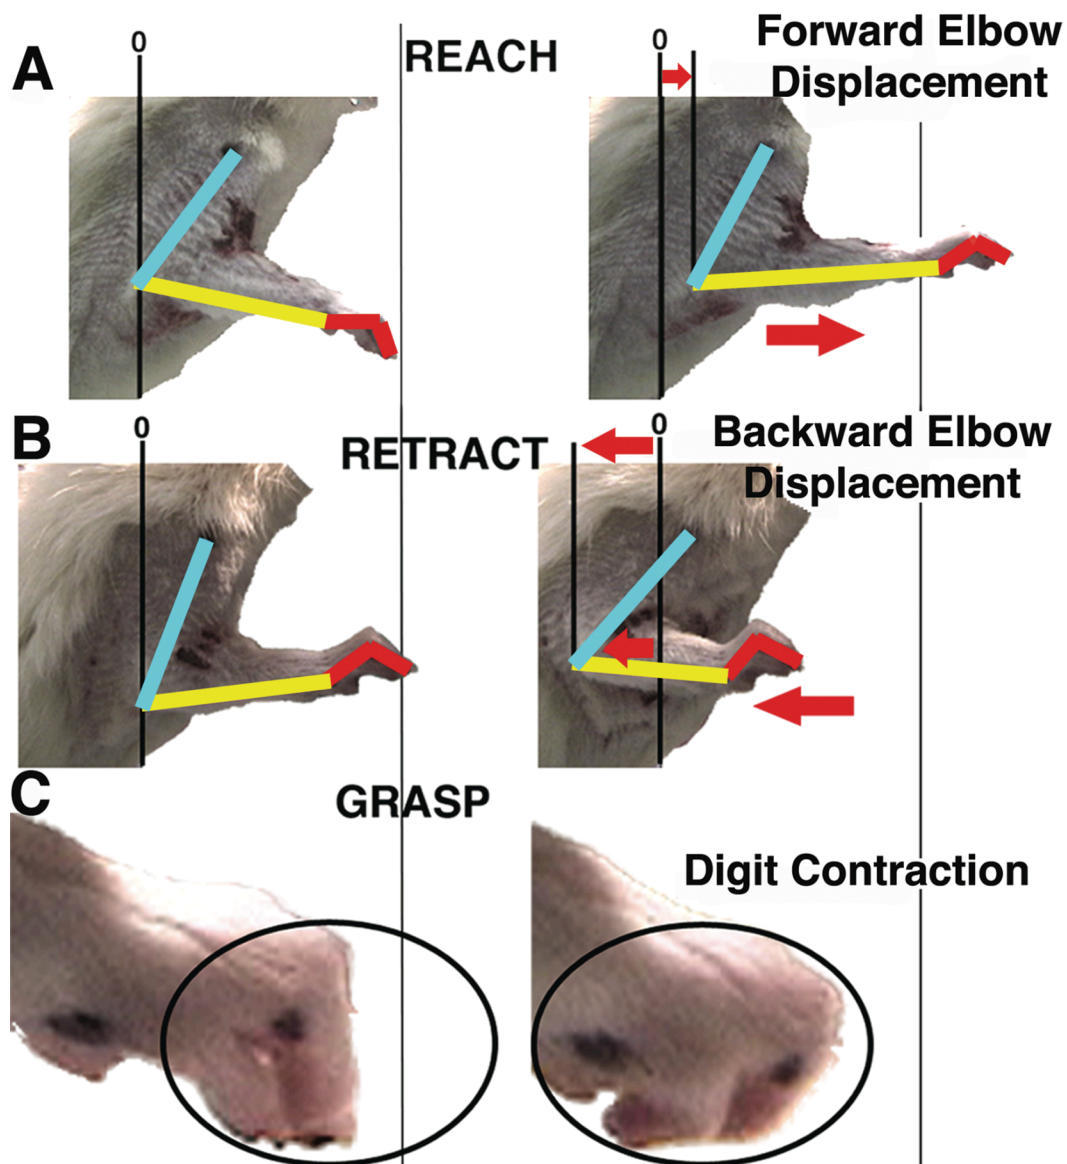 A
0
REACH
0
Forward Elbow
Displacement
B
0
RETRACT
0
Backward Elbow
Displacement
C
GRASP
Digit Contraction